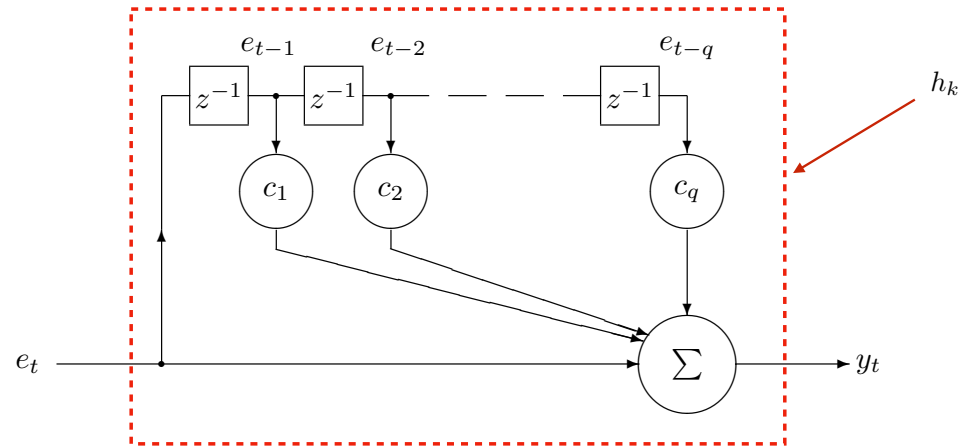 e_{t−1} e_{t−2} e_{t−q}
h_k
z^{−1} z^{−1} z^{−1}
c_1 c_2 c_q
e_t Σ y_t